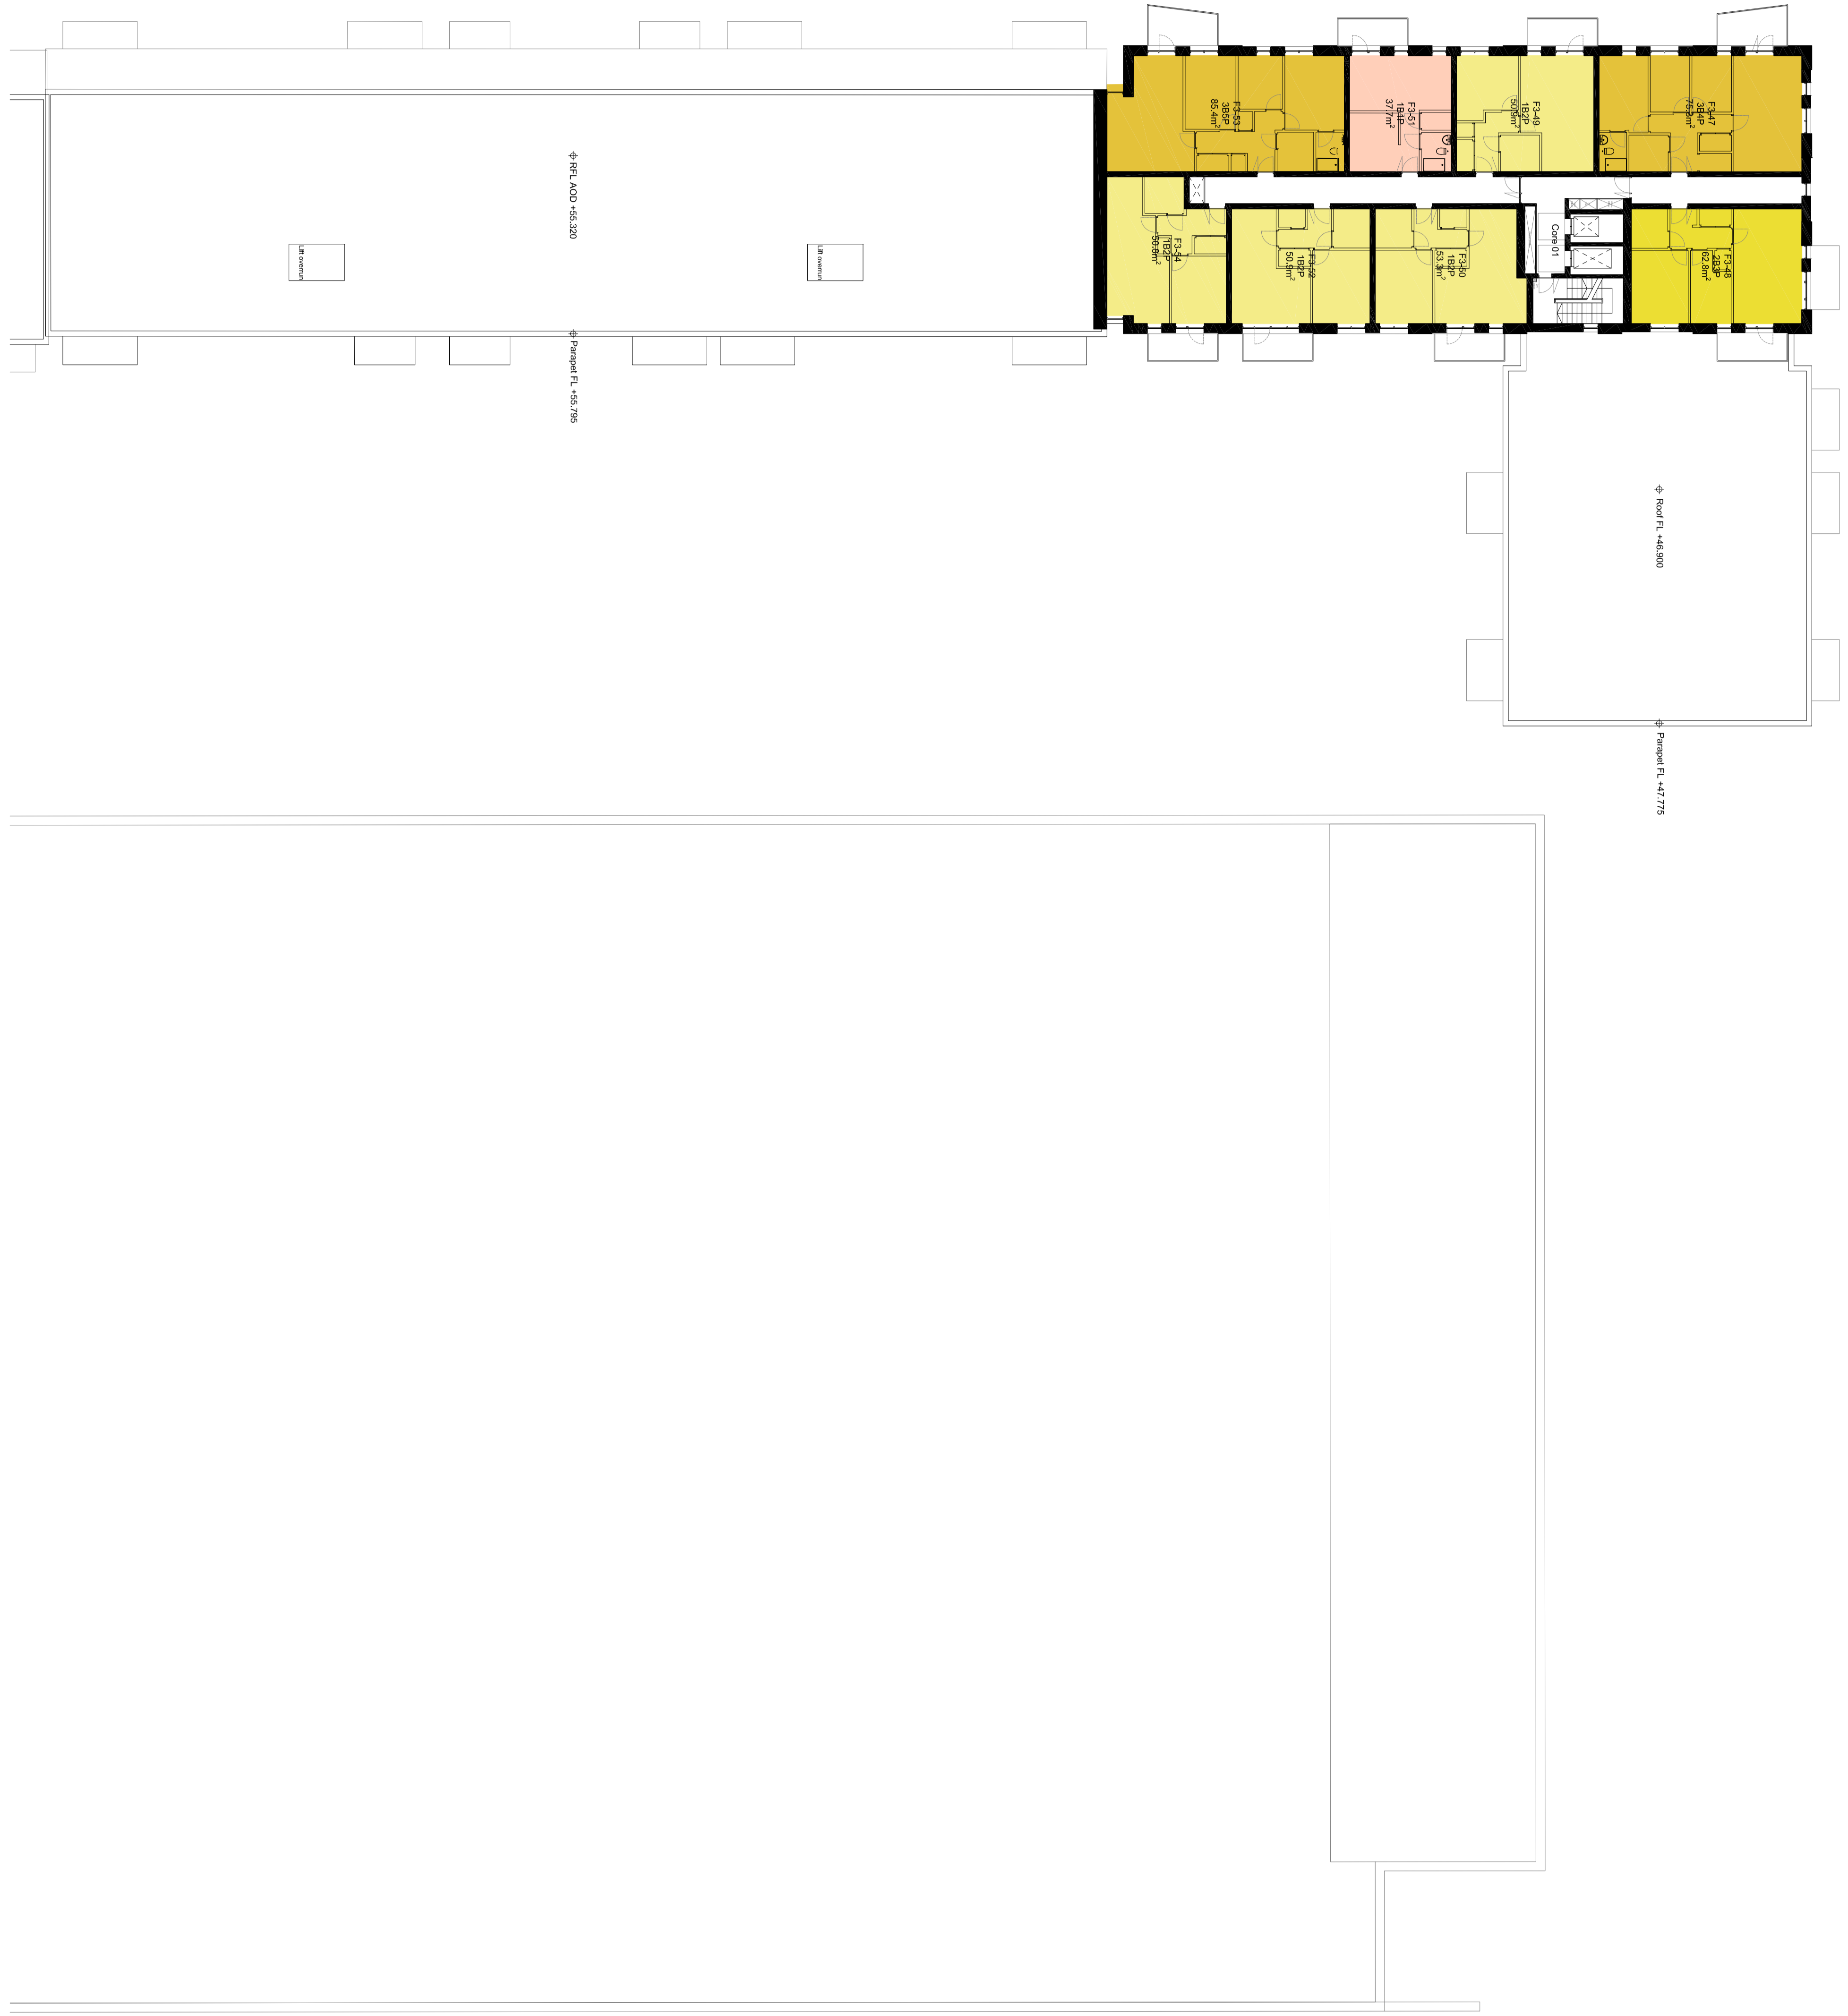 F3-53
3B5P
85.4m²
F3-51
1B1P
37.7m²
F3-49
1B2P
50.9m²
F3-47
3B4P
F3-54
1B2P
50.8m²
F3-52
1B2P
50.9m²
F3-50
1B2P
53.3m²
Core 01
F3-48
2B3P
62.8m²
RFL AOD +55.320
Lift overrun
Lift overrun
Parapet FL +55.795
Roof FL +46.900
Parapet FL +47.775